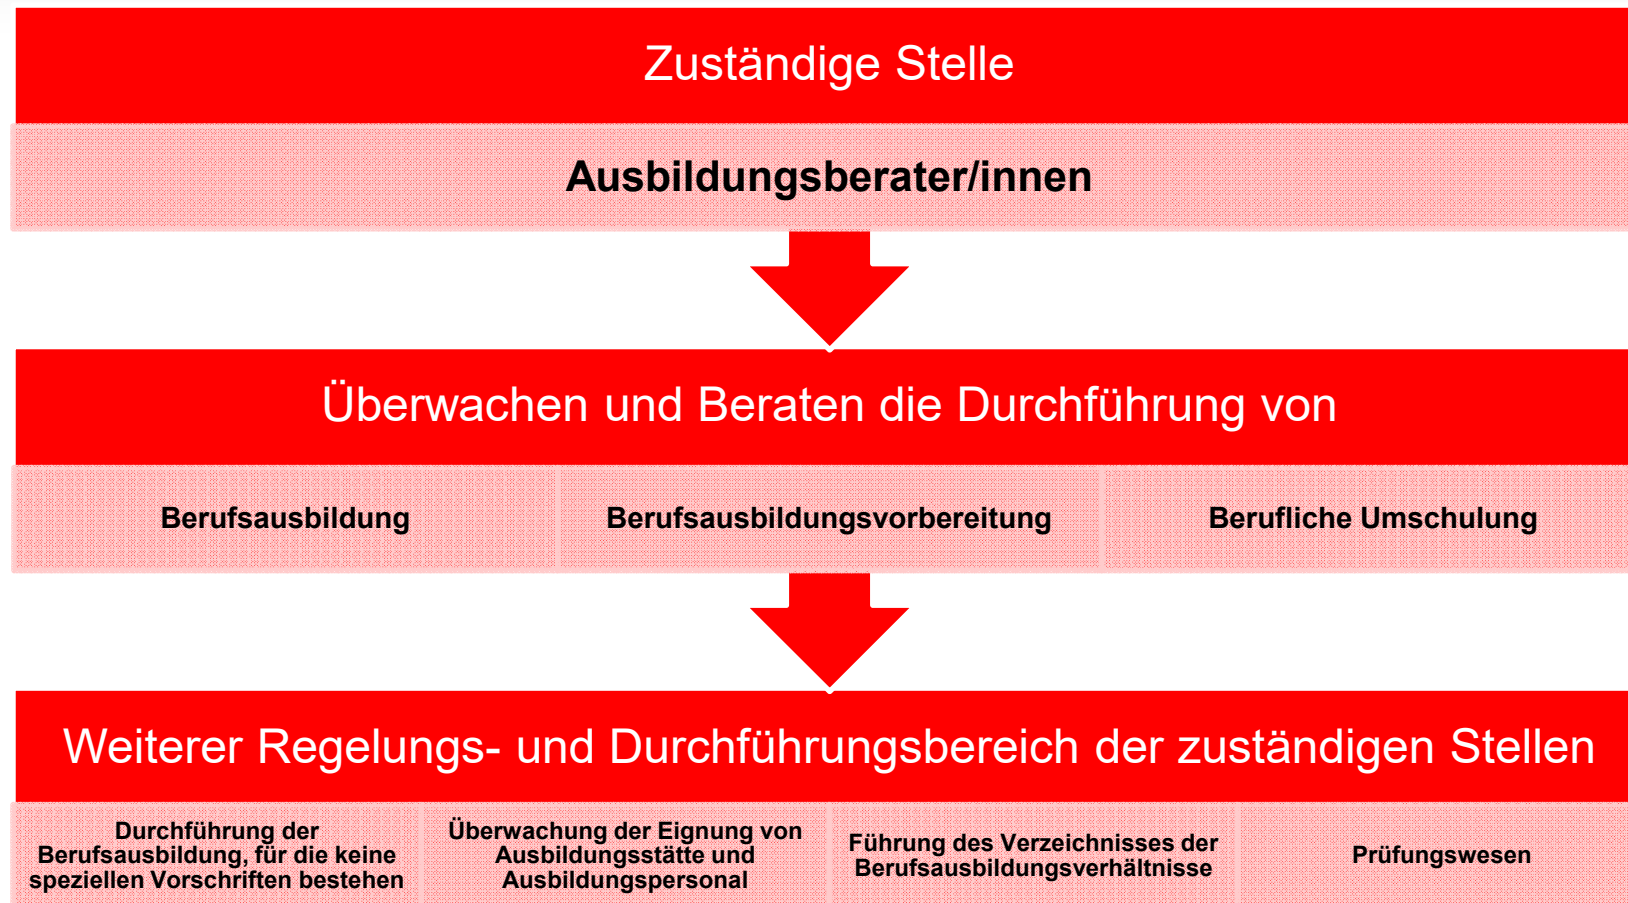 Zuständige Stelle
Ausbildungsberater/innen
Überwachen und Beraten die Durchführung von
Berufsausbildung
Berufsausbildungsvorbereitung
Berufliche Umschulung
Weiterer Regelungs- und Durchführungsbereich der zuständigen Stellen
Durchführung der
Berufsausbildung, für die keine
speziellen Vorschriften bestehen
Überwachung der Eignung von
Ausbildungsstätte und
Ausbildungspersonal
Führung des Verzeichnisses der
Berufsausbildungsverhältnisse
Prüfungswesen